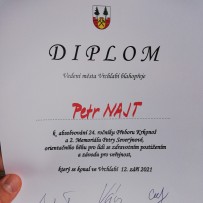 DIPLOM
Vedení města Vrchlabí blahopřeje
Petr NAJT
k absolvování 24. ročníku Přeboru Krkonoš
a 2. Memoriálu Petry Severýnové,
orientačního běhu pro lidi se zdravotním postižením
a závodu pro veřejnost,
který se konal ve Vrchlabí 12. září 2021